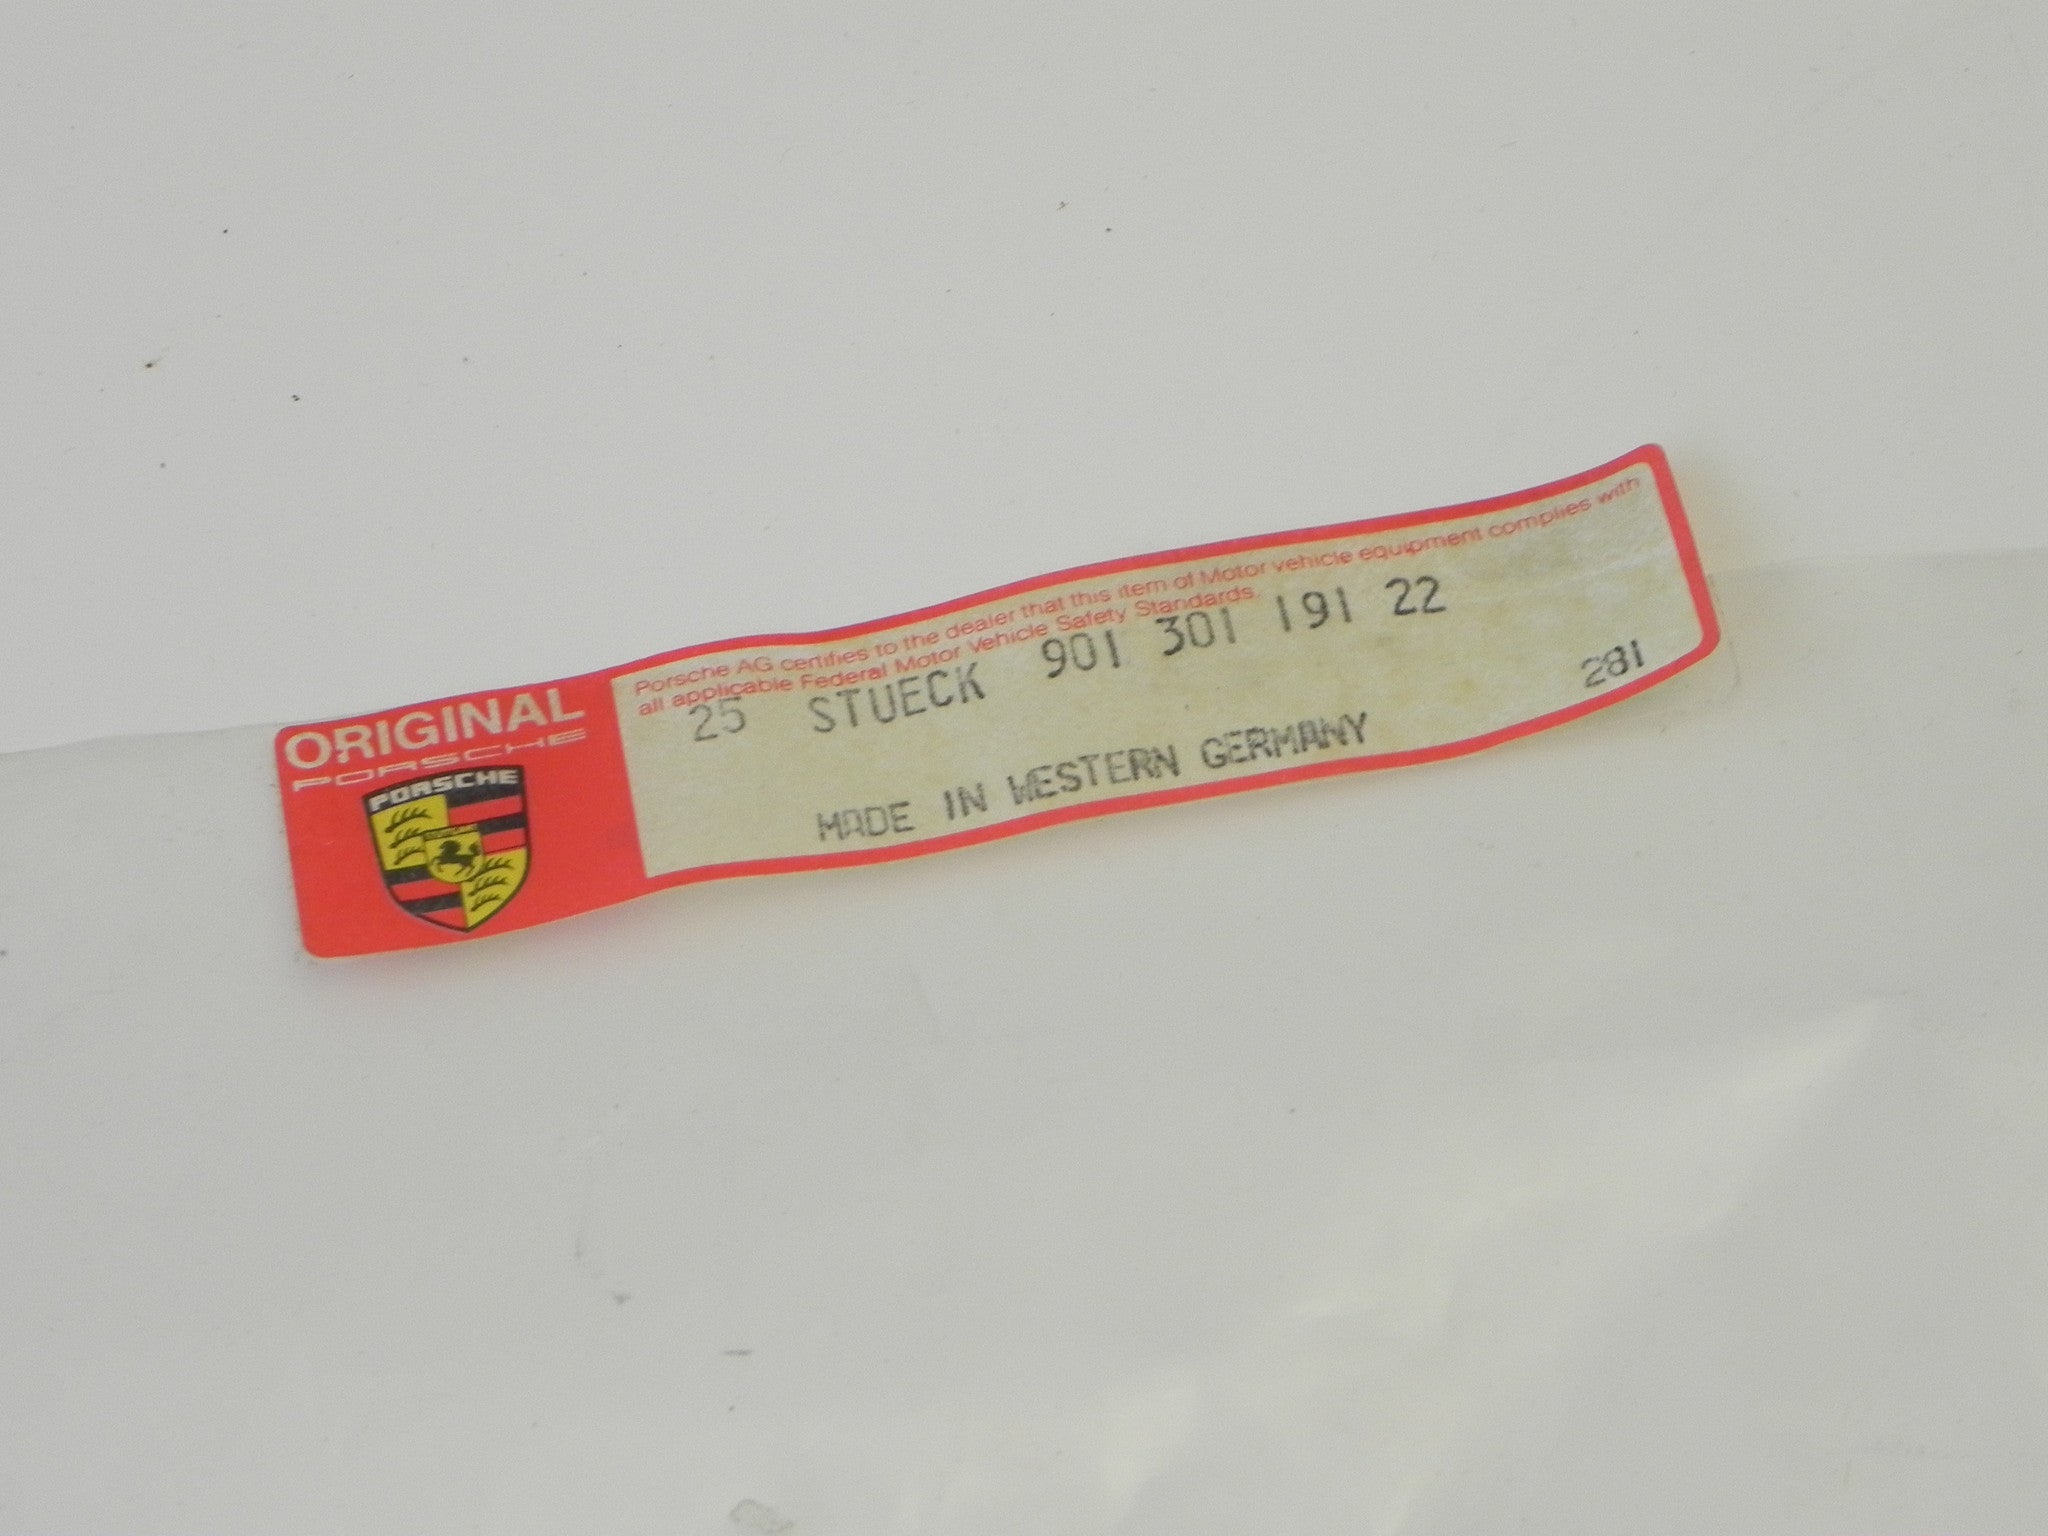 ORIGINAL
PORSCHE
PORSCHE
Porsche AG certifies to the dealer that this item of Motor vehicle equipment complies with
all applicable Federal Motor Vehicle Safety Standards.
25 STUECK 901 301 191 22
281
MADE IN WESTERN GERMANY